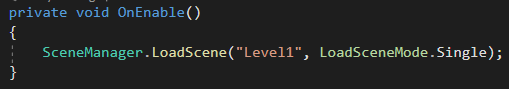 private void OnEnable()
{
    SceneManager.LoadScene("Level1", LoadSceneMode.Single);
}